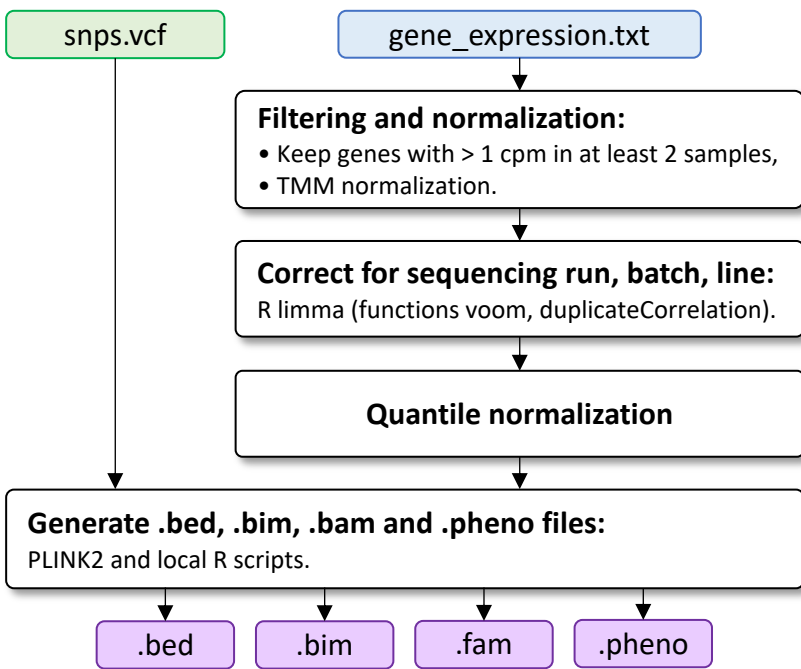 snps.vcf
gene_expression.txt
Filtering and normalization:
• Keep genes with > 1 cpm in at least 2 samples,
• TMM normalization.
Correct for sequencing run, batch, line:
R limma (functions voom, duplicateCorrelation).
Quantile normalization
Generate .bed, .bim, .bam and .pheno files:
PLINK2 and local R scripts.
.bed
.bim
.fam
.pheno